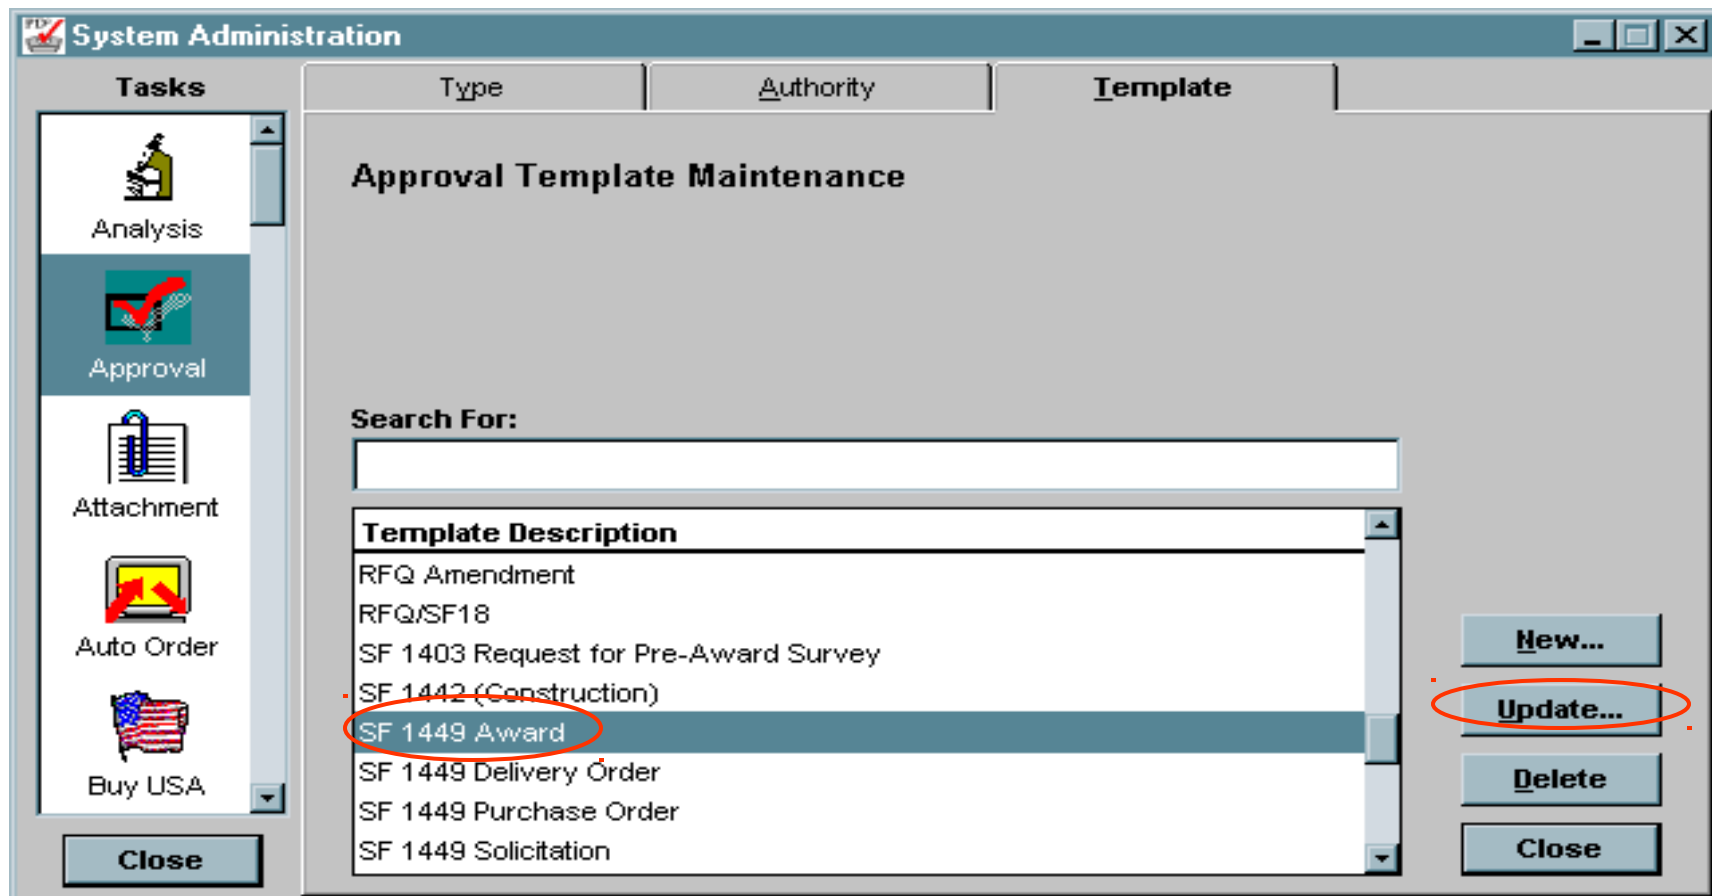 System Administration
Tasks
Type
Authority
Template
Analysis
Approval
Attachment
Auto Order
Buy USA
Close
Approval Template Maintenance
Search For:
Template Description
RFQ Amendment
RFQ/SF18
SF 1403 Request for Pre-Award Survey
SF 1442 (Construction)
SF 1449 Award
SF 1449 Delivery Order
SF 1449 Purchase Order
SF 1449 Solicitation
New...
Update...
Delete
Close